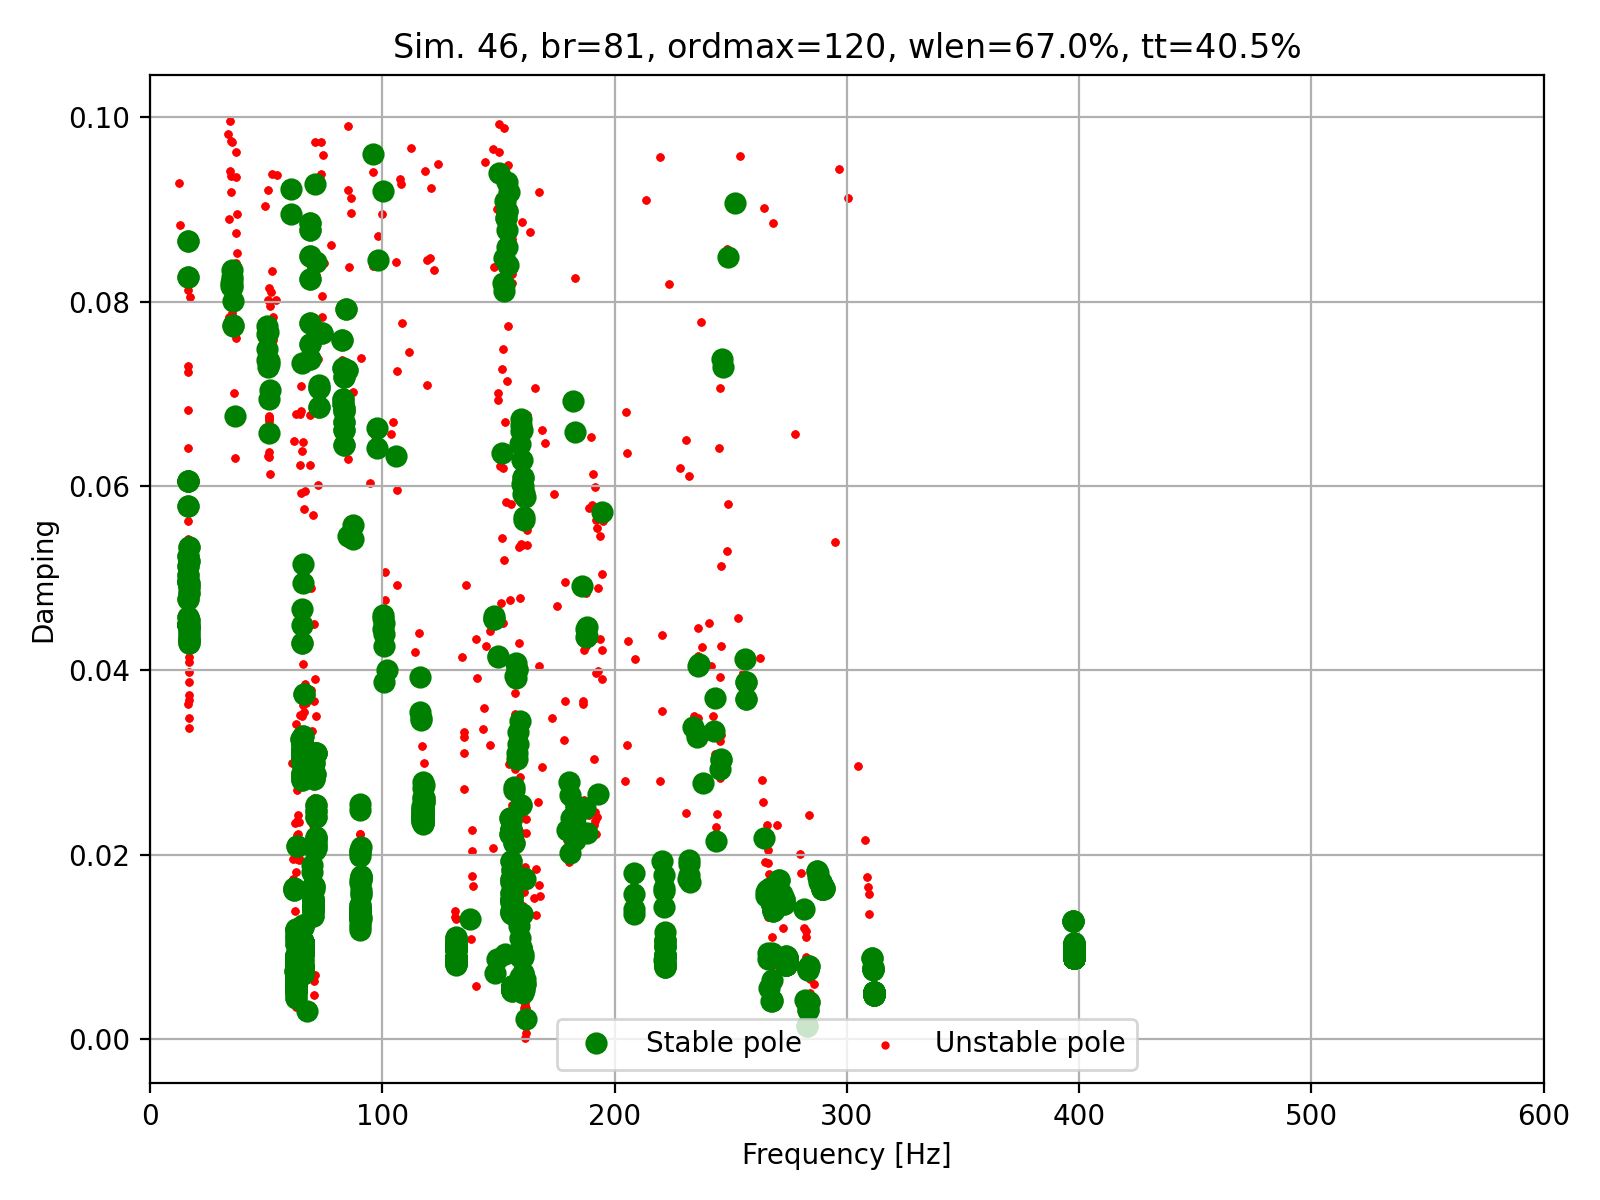 Sim. 46, br=81, ordmax=120, wlen=67.0%, tt=40.5%
0.10
0.08
0.06
0.04
0.02
0.00
Damping
0 100 200 300 400 500 600
Frequency [Hz]
Stable pole Unstable pole